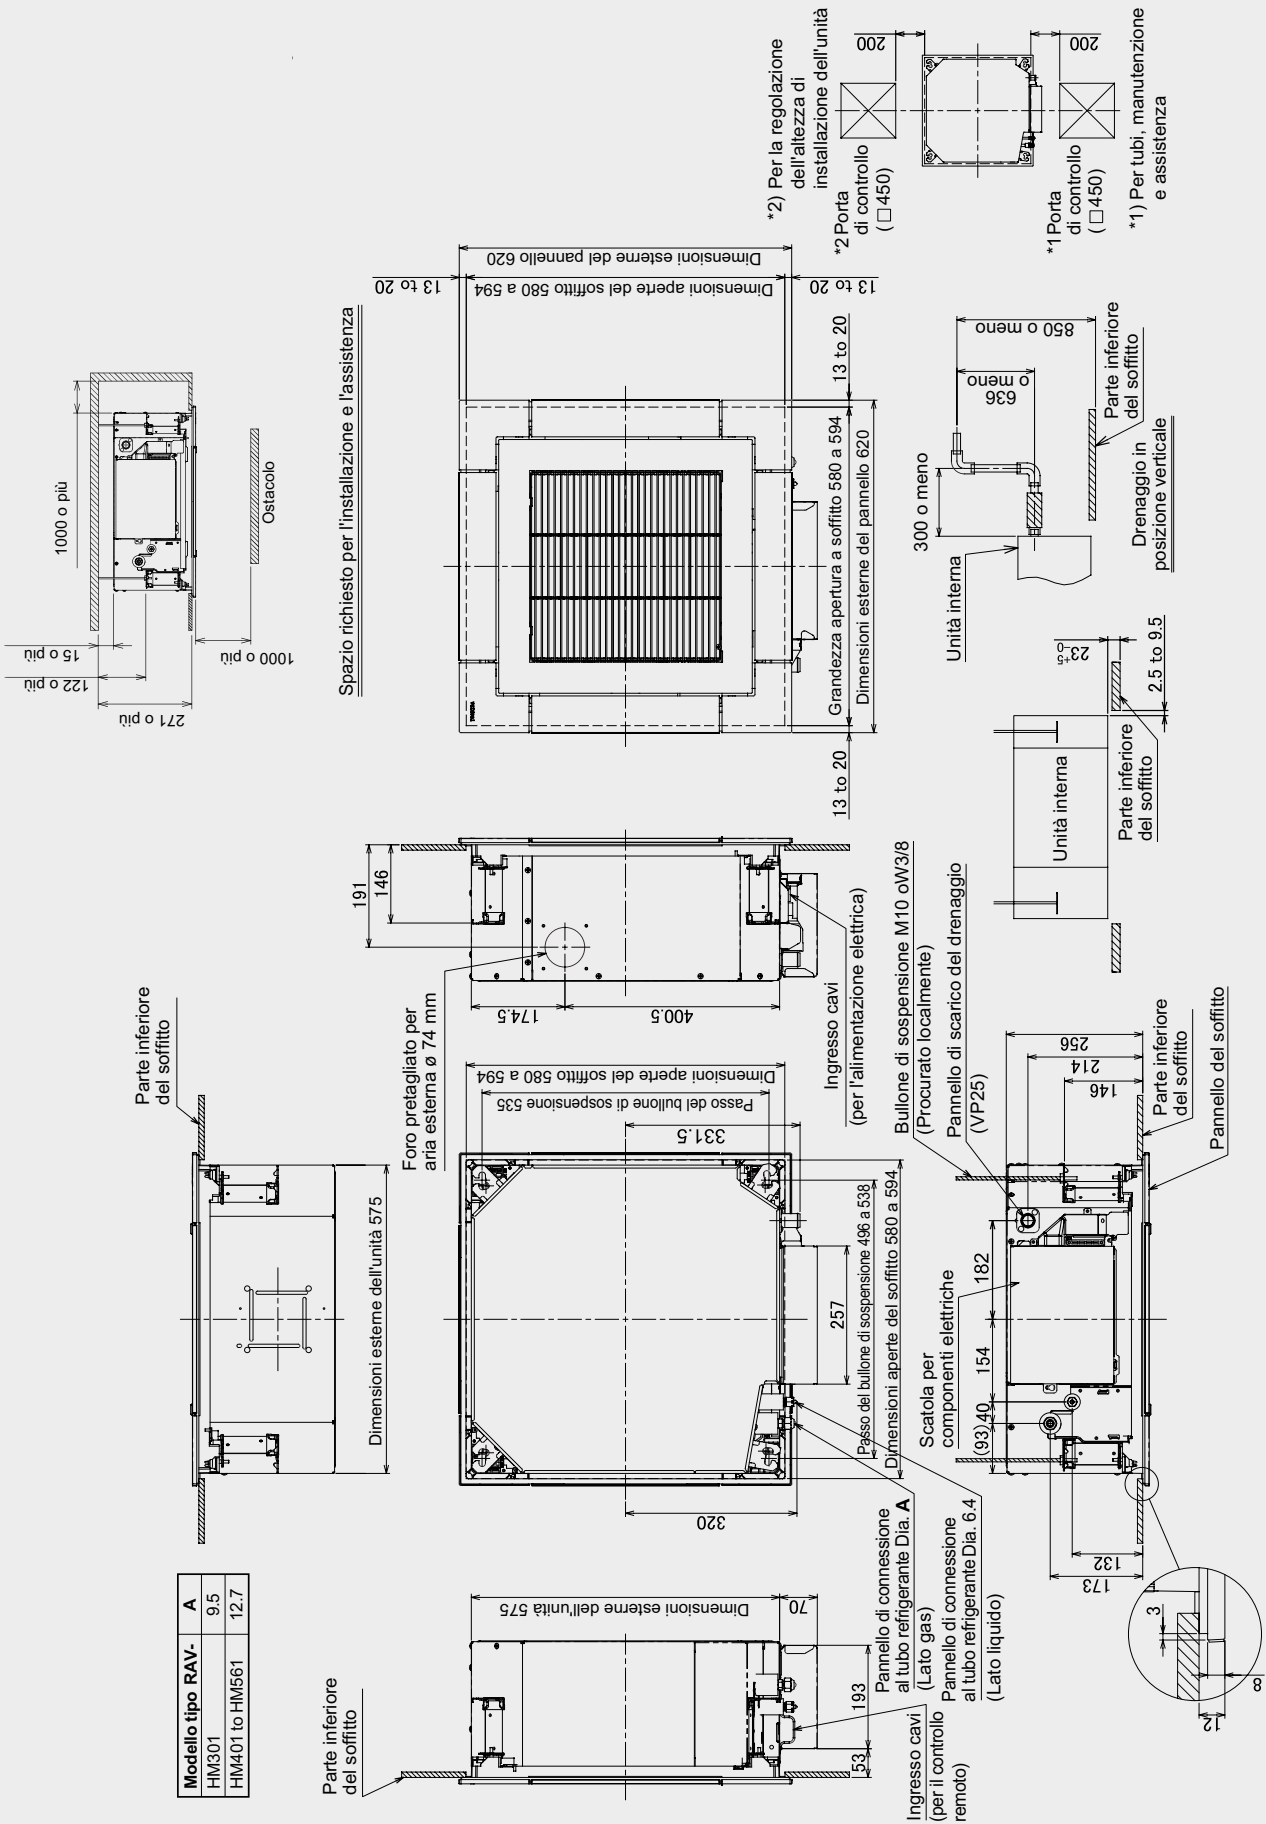 Modello tipo RAV- A
HM301 9.5
HM401 to HM561 12.7
Parte inferiore
del soffitto
Dimensioni esterne dell'unità 575
1000 o più
15 o più
122 o più
271 o più
1000 o più
Ostacolo
Spazio richiesto per l'installazione e l'assistenza
Parte inferiore
del soffitto
53
193
70
Dimensioni esterne dell'unità 575
Ingresso cavi
(per il controllo
remoto)
Pannello di connessione
al tubo refrigerante Dia. A
(Lato gas)
Pannello di connessione
al tubo refrigerante Dia. 6.4
(Lato liquido)
320
257
331.5
Passo del bullone di sospensione 535
Dimensioni aperte del soffitto 580 a 594
Passo del bullone di sospensione 496 a 538
Dimensioni aperte del soffitto 580 a 594
Foro pretagliato per
aria esterna ø 74 mm
191
146
174.5
400.5
Ingresso cavi
(per l'alimentazione elettrica)
13 to 20
Dimensioni aperte del soffitto 580 a 594
Dimensioni esterne del pannello 620
13 to 20
13 to 20
Grandezza apertura a soffitto 580 a 594
13 to 20
Dimensioni esterne del pannello 620
*2) Per la regolazione
dell'altezza di
installazione dell'unità
*2 Porta
di controllo
(□450)
200
200
*1 Porta
di controllo
(□450)
*1) Per tubi, manutenzione
e assistenza
Scatola per
componenti elettriche
Bullone di sospensione M10 oW3/8
(Procurato localmente)
Pannello di scarico del drenaggio
(VP25)
(93)
40
154
182
256
214
146
132
173
Parte inferiore
del soffitto
Pannello del soffitto
3
12
8
Unità interna
23 +5 -0
2.5 to 9.5
Parte inferiore
del soffitto
Unità interna
300 o meno
636
o meno
850 o meno
Parte inferiore
del soffitto
Drenaggio in
posizione verticale